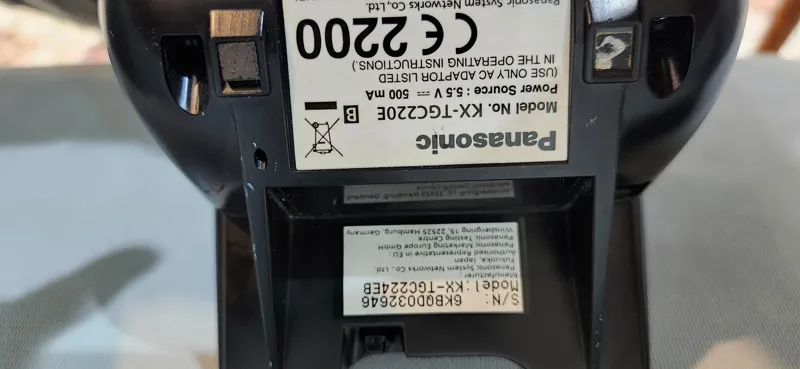 S/N: 6KBQD032646
Model:KX-TGC224EB
Manufacturer:
Panasonic System Networks Co., Ltd.
Fukuoka, Japan
Authorised Representative in EU:
Panasonic Marketing Europe GmbH
Panasonic Testing Centre
Winsbergring 15, 22525 Hamburg, Germany
Panasonic
Model No. KX-TGC220E B
Power Source : 5.5 V ⎓ 500 mA
(USE ONLY AC ADAPTOR LISTED
IN THE OPERATING INSTRUCTIONS.)
CE 2200
Panasonic System Networks Co.,Ltd.